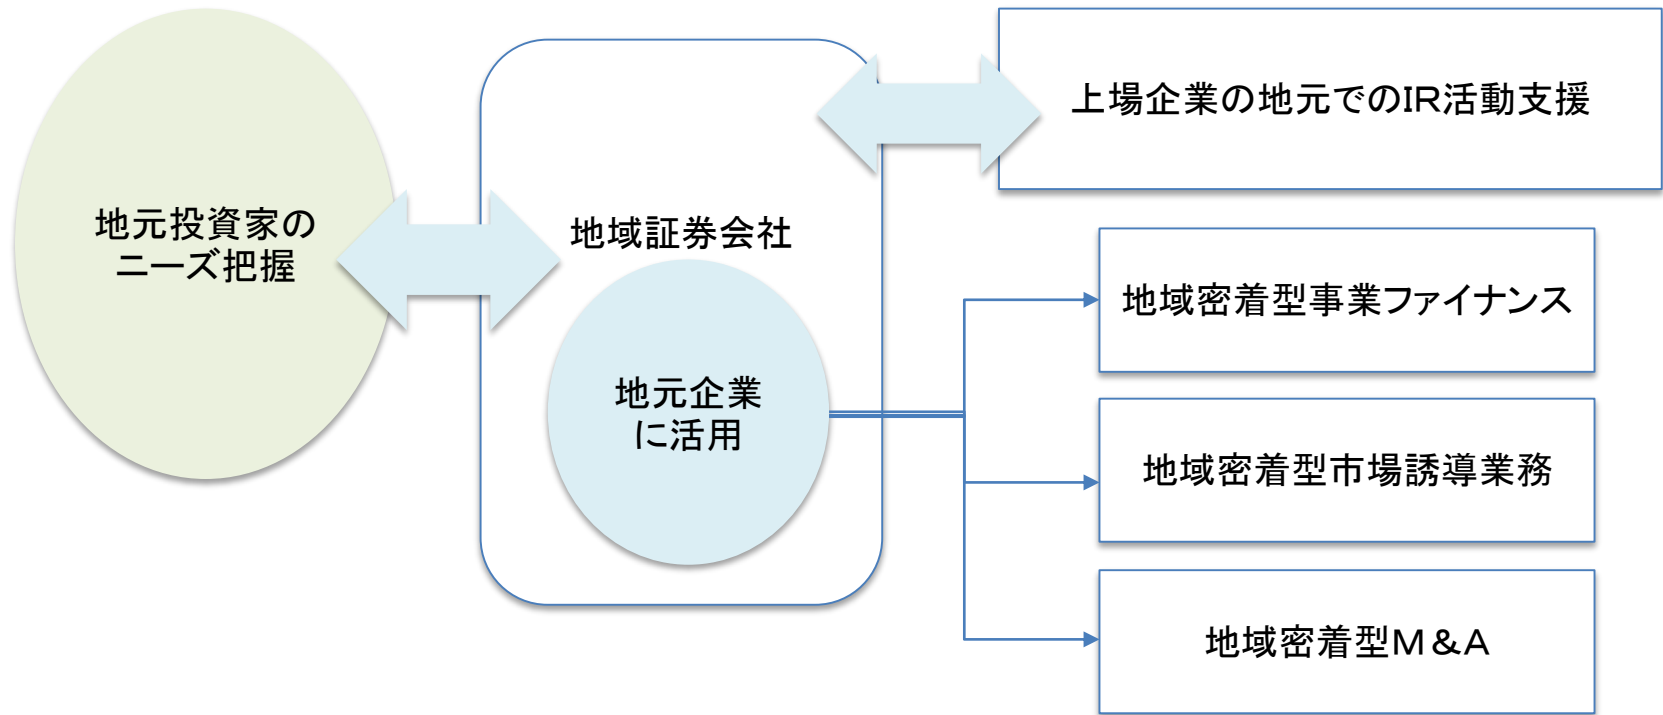 地元投資家の
ニーズ把握
地域証券会社
地元企業
に活用
上場企業の地元でのIR活動支援
地域密着型事業ファイナンス
地域密着型市場誘導業務
地域密着型M&A